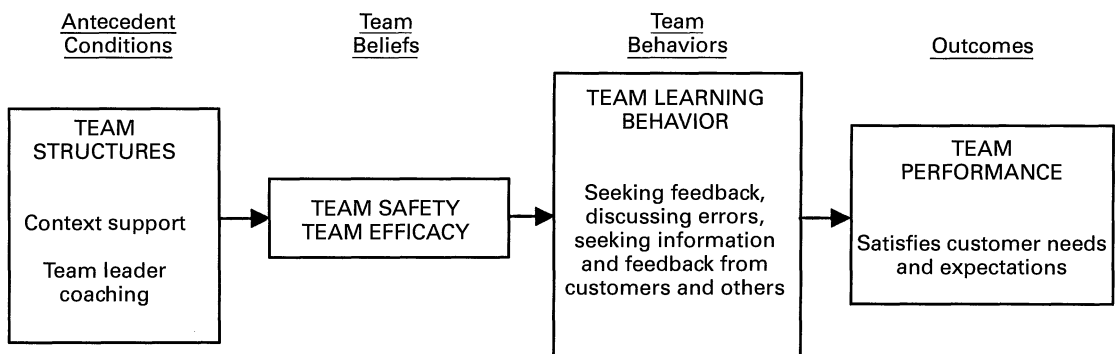 Antecedent
Conditions
Team
Beliefs
Team
Behaviors
Outcomes
TEAM
STRUCTURES
Context support
Team leader
coaching
TEAM SAFETY
TEAM EFFICACY
TEAM LEARNING
BEHAVIOR
Seeking feedback,
discussing errors,
seeking information
and feedback from
customers and others
TEAM
PERFORMANCE
Satisfies customer needs
and expectations